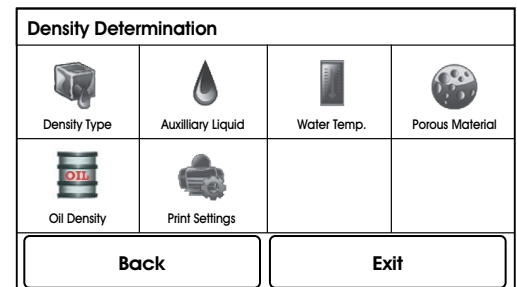 Density Determination
Density Type Auxilliary Liquid Water Temp. Porous Material
OIL
Oil Density Print Settings
Back Exit